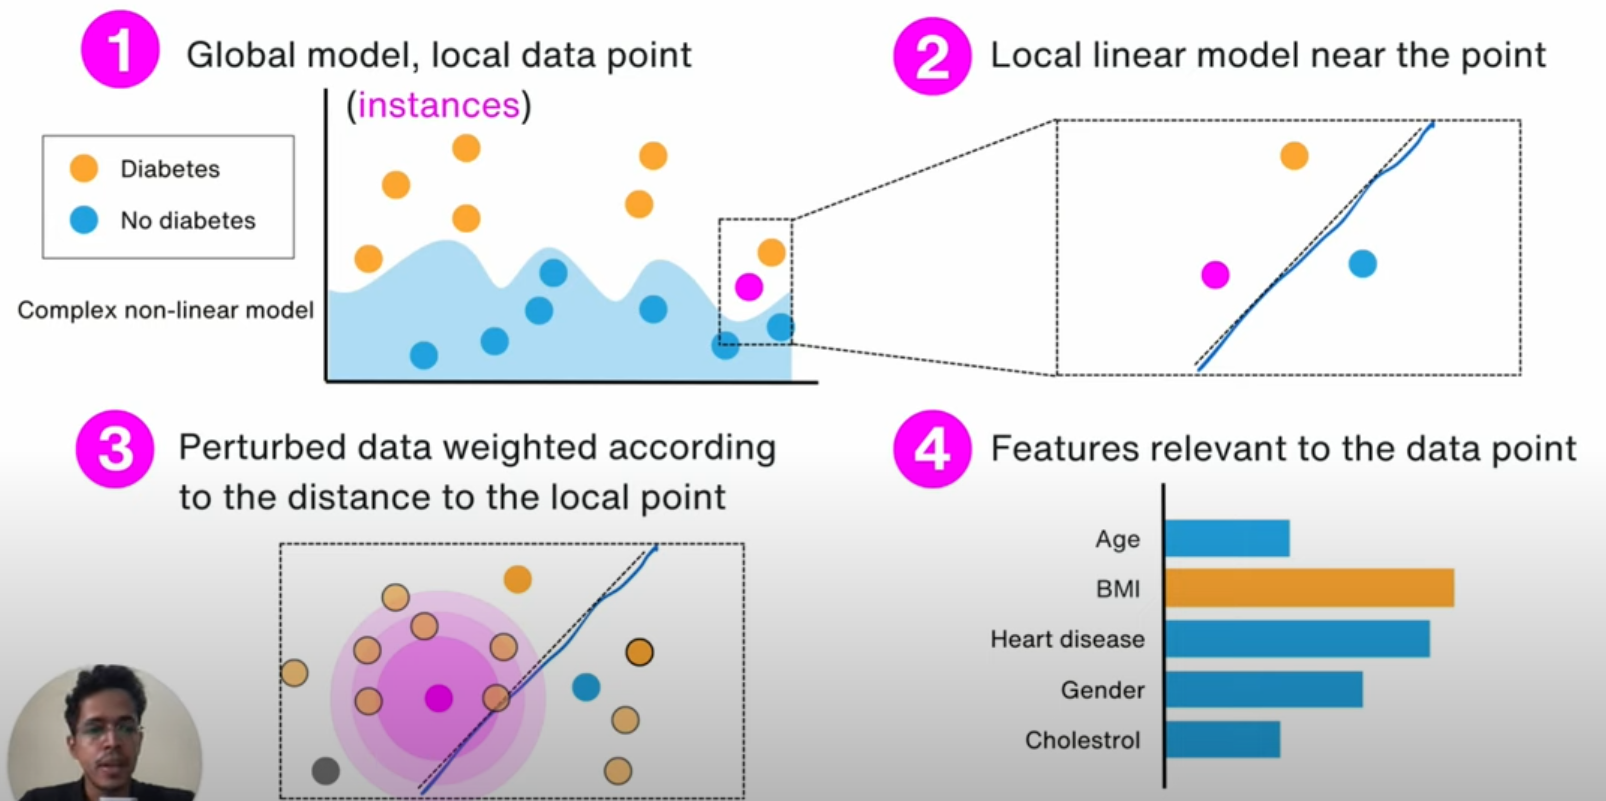 1
Global model, local data point
(instances)
Diabetes
No diabetes
Complex non-linear model
2
Local linear model near the point
3
Perturbed data weighted according
to the distance to the local point
4
Features relevant to the data point
Age
BMI
Heart disease
Gender
Cholestrol